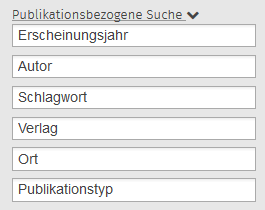 Publikationsbezogene Suche
Erscheinungsjahr
Autor
Schlagwort
Verlag
Ort
Publikationstyp